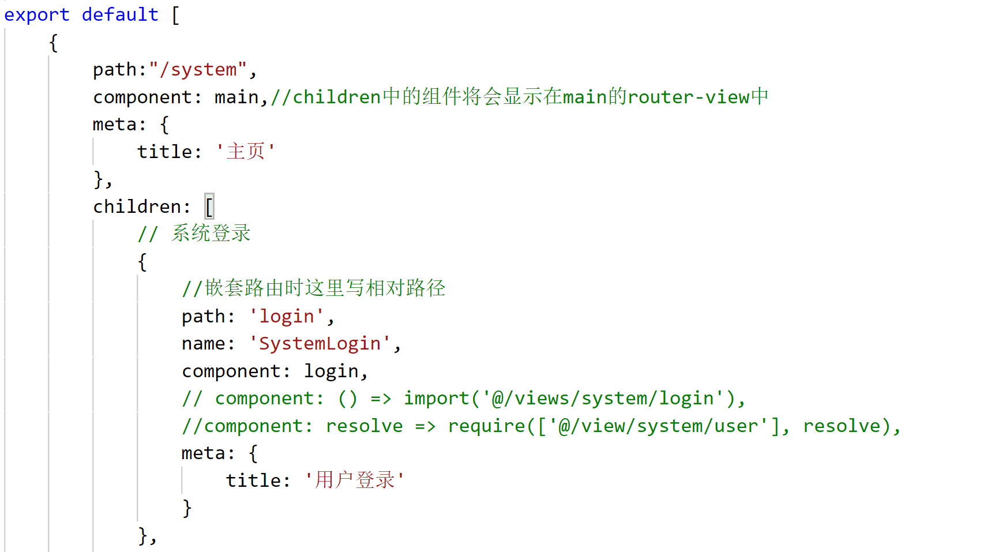 export default [
    {
        path:"/system",
        component: main,//children中的组件将会显示在main的router-view中
        meta: {
            title: '主页'
        },
        children: [
            // 系统登录
            {
                //嵌套路由时这里写相对路径
                path: 'login',
                name: 'SystemLogin',
                component: login,
                // component: () => import('@/views/system/login'),
                //component: resolve => require(['@/view/system/user'], resolve),
                meta: {
                    title: '用户登录'
                }
            },